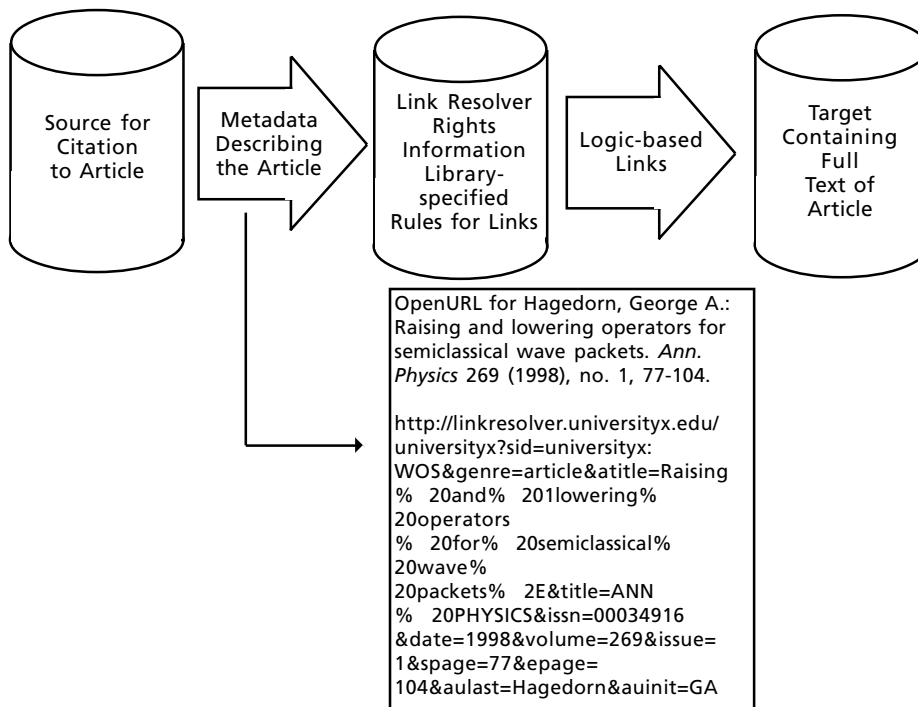 Source for
Citation
to Article
Metadata
Describing
the Article
Link Resolver
Rights
Information
Library-
specified
Rules for Links
Logic-based
Links
Target
Containing
Full
Text of
Article
OpenURL for Hagedorn, George A.:
Raising and lowering operators for
semiclassical wave packets. Ann.
Physics 269 (1998), no. 1, 77-104.
http://linkresolver.universityx.edu/
universityx?sid=universityx:
WOS&genre=article&atitle=Raising
% 20and% 201lowering%
20operators
% 20for% 20semiclassical%
20wave%
20packets% 2E&title=ANN
% 20PHYSICS&issn=00034916
&date=1998&volume=269&issue=
1&spage=77&epage=
104&aulast=Hagedorn&auinit=GA